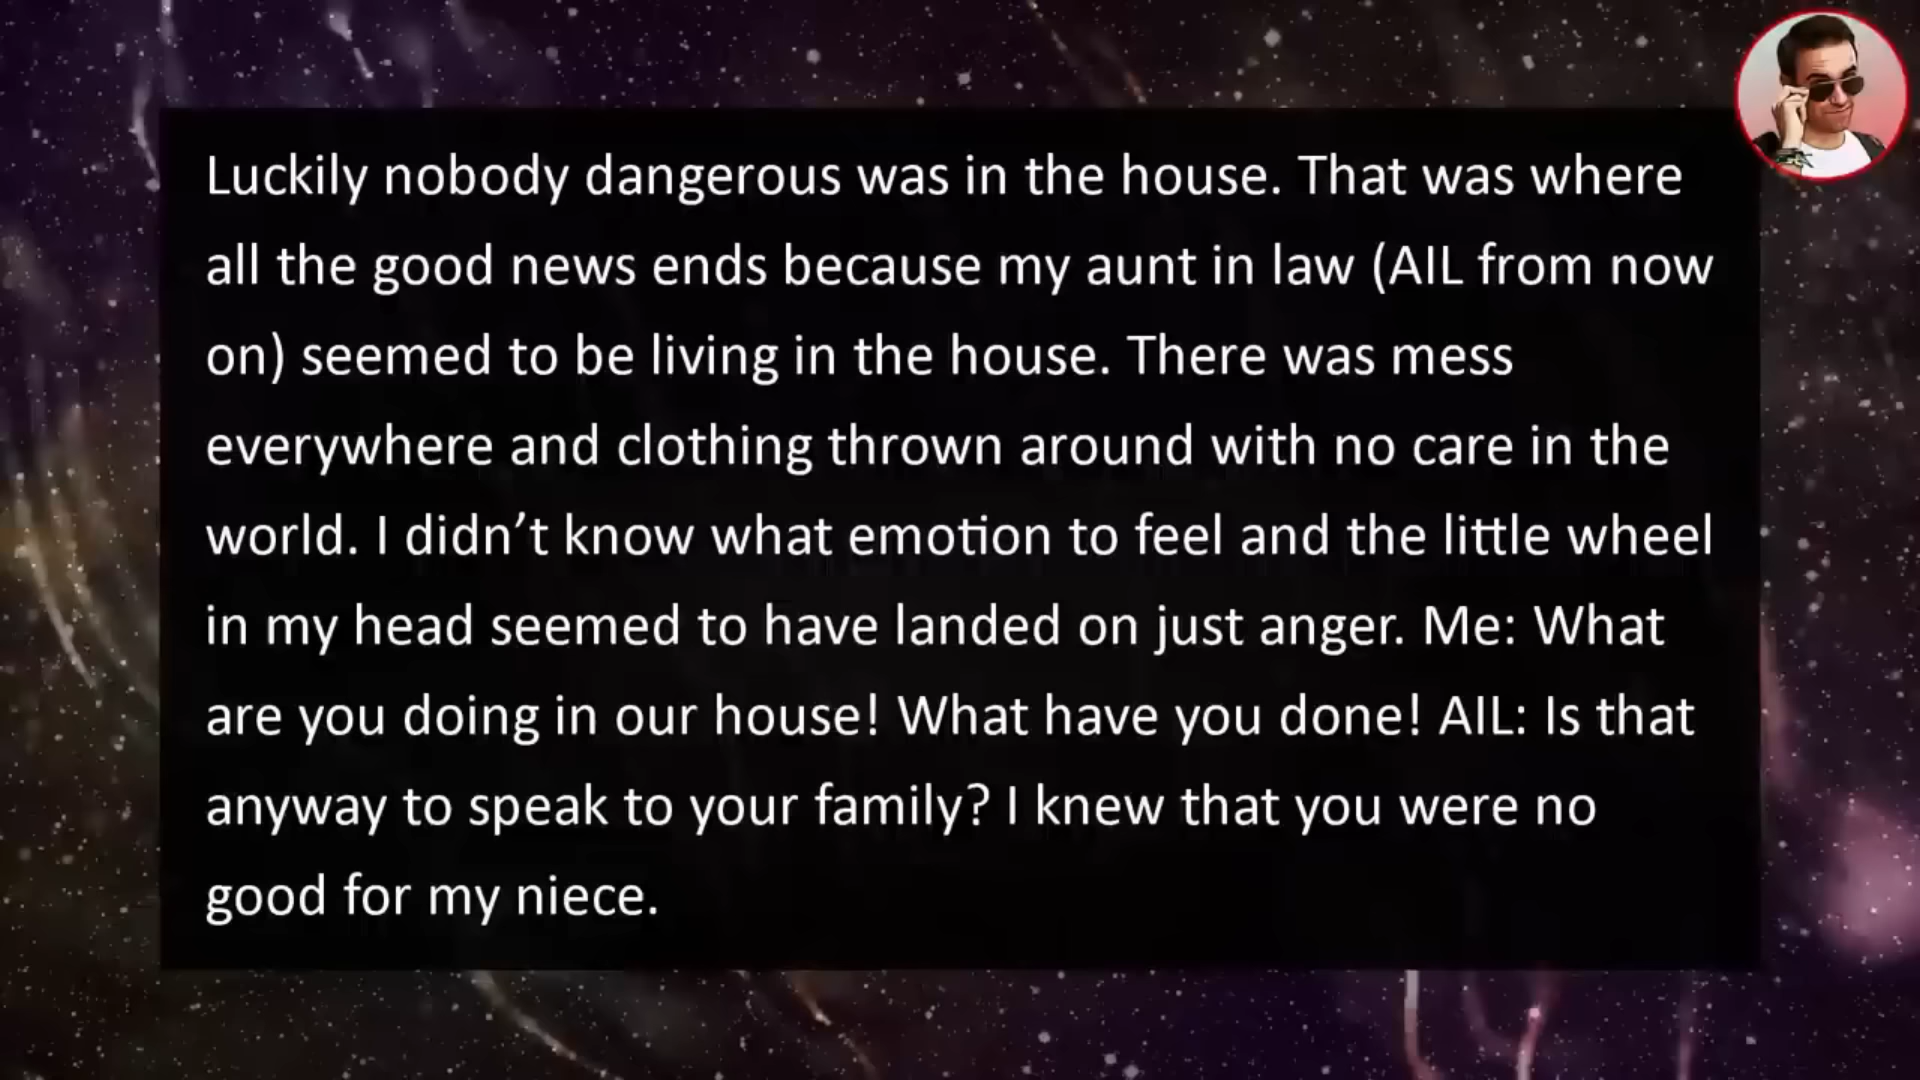 Luckily nobody dangerous was in the house. That was where
all the good news ends because my aunt in law (AIL from now
on) seemed to be living in the house. There was mess
everywhere and clothing thrown around with no care in the
world. I didn’t know what emotion to feel and the little wheel
in my head seemed to have landed on just anger. Me: What
are you doing in our house! What have you done! AIL: Is that
anyway to speak to your family? I knew that you were no
good for my niece.